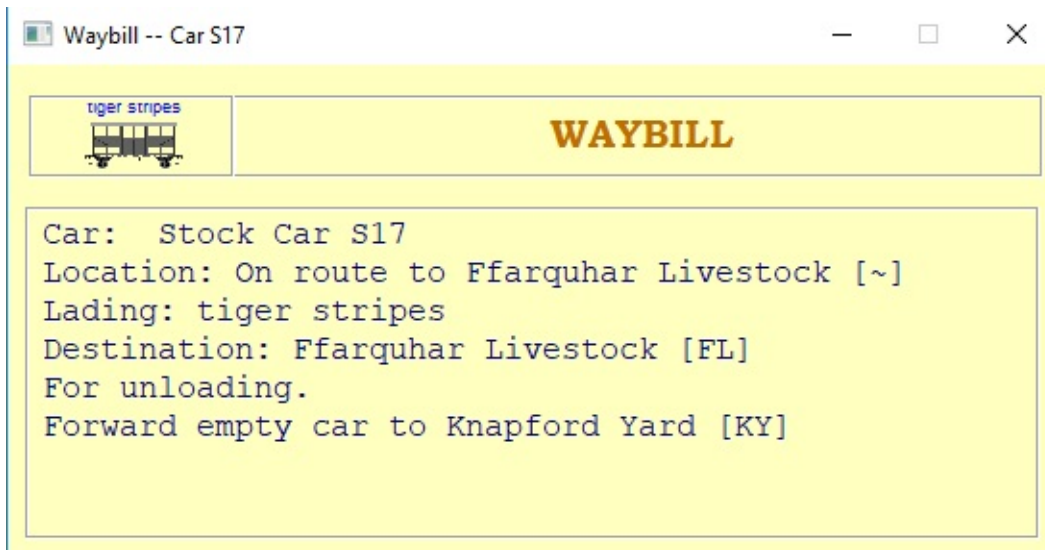 Waybill -- Car S17
tiger stripes
WAYBILL
Car:  Stock Car S17
Location: On route to Ffarquhar Livestock [~]
Lading: tiger stripes
Destination: Ffarquhar Livestock [FL]
For unloading.
Forward empty car to Knapford Yard [KY]